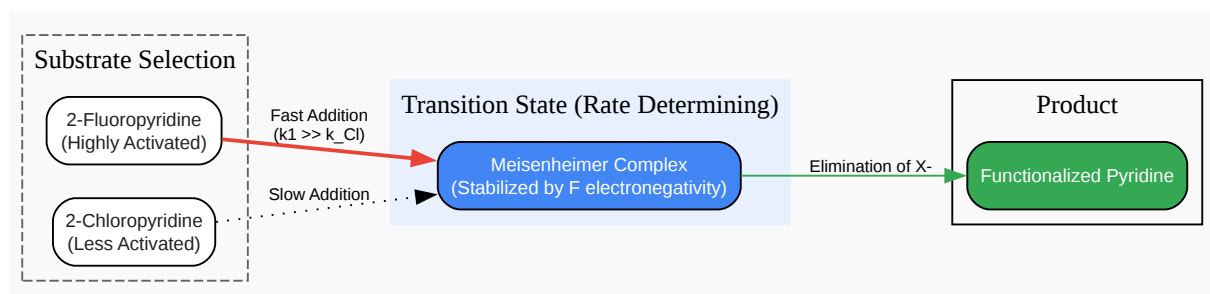 Substrate Selection
2-Fluoropyridine
(Highly Activated)
2-Chloropyridine
(Less Activated)
Fast Addition
(k1 >> k_Cl)
Slow Addition
Transition State (Rate Determining)
Meisenheimer Complex
(Stabilized by F electronegativity)
Elimination of X-
Product
Functionalized Pyridine